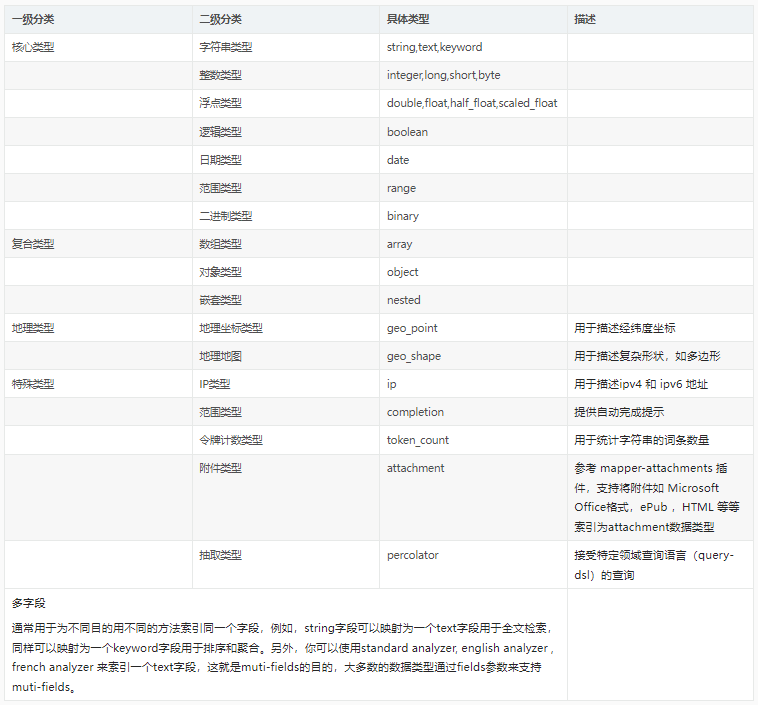 一级分类 二级分类 具体类型 描述
核心类型 字符串类型 string,text,keyword
整数类型 integer,long,short,byte
浮点类型 double,float,half_float,scaled_float
逻辑类型 boolean
日期类型 date
范围类型 range
二进制类型 binary
复合类型 数组类型 array
对象类型 object
嵌套类型 nested
地理类型 地理坐标类型 geo_point 用于描述经纬度坐标
地理地图 geo_shape 用于描述复杂形状，如多边形
特殊类型 IP类型 ip 用于描述ipv4 和 ipv6 地址
范围类型 completion 提供自动完成提示
令牌计数类型 token_count 用于统计字符串的词条数量
附件类型 attachment 参考 mapper-attachments 插
件，支持将附件如 Microsoft
Office格式，ePub ，HTML 等等
索引为attachment数据类型
抽取类型 percolator 接受特定领域查询语言（query-
dsl）的查询
多字段
通常用于为不同目的用不同的方法索引同一个字段，例如，string字段可以映射为一个text字段用于全文检索，
同样可以映射为一个keyword字段用于排序和聚合。另外，你可以使用standard analyzer, english analyzer ,
french analyzer 来索引一个text字段，这就是muti-fields的目的，大多数的数据类型通过fields参数来支持
muti-fields。